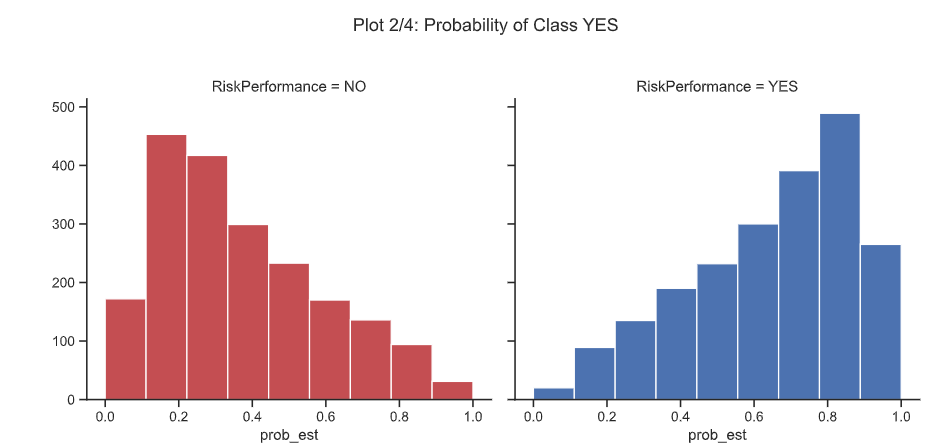 Plot 2/4: Probability of Class YES
RiskPerformance = NO
RiskPerformance = YES
500
400
300
200
100
0
0.0 0.2 0.4 0.6 0.8 1.0
0.0 0.2 0.4 0.6 0.8 1.0
prob_est
prob_est